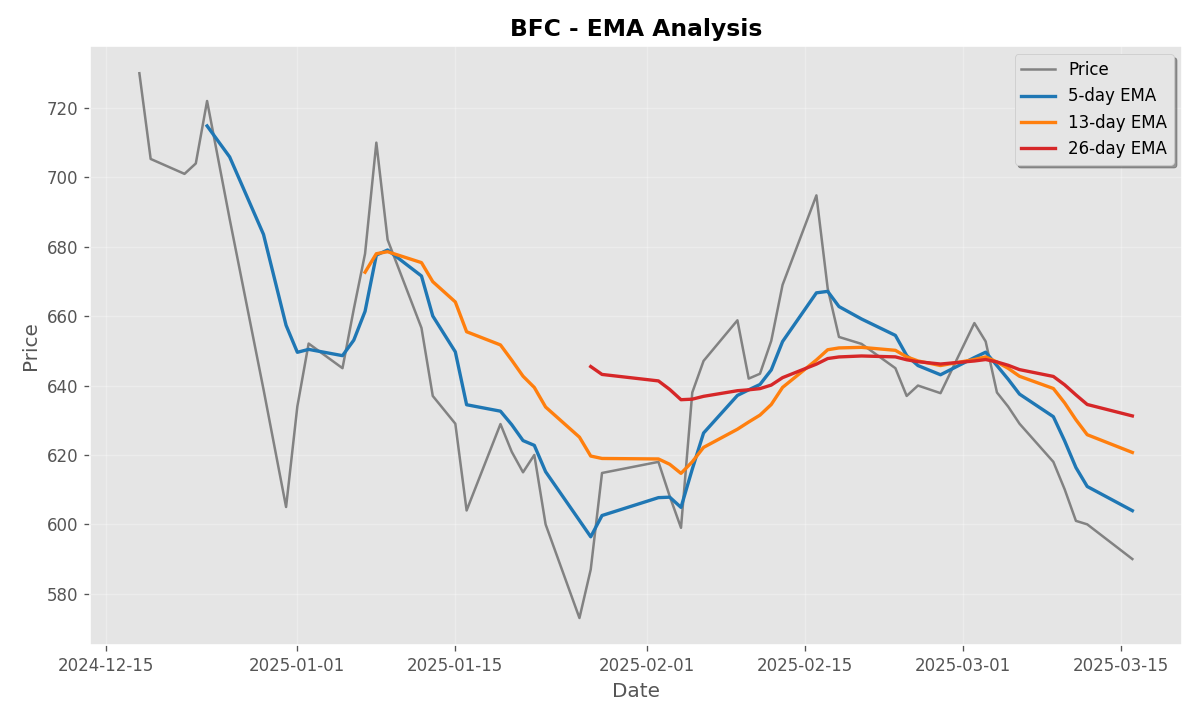 BFC - EMA Analysis
Price
5-day EMA
13-day EMA
26-day EMA
Price
720
700
680
660
640
620
600
580
2024-12-15
2025-01-01
2025-01-15
2025-02-01
2025-02-15
2025-03-01
2025-03-15
Date